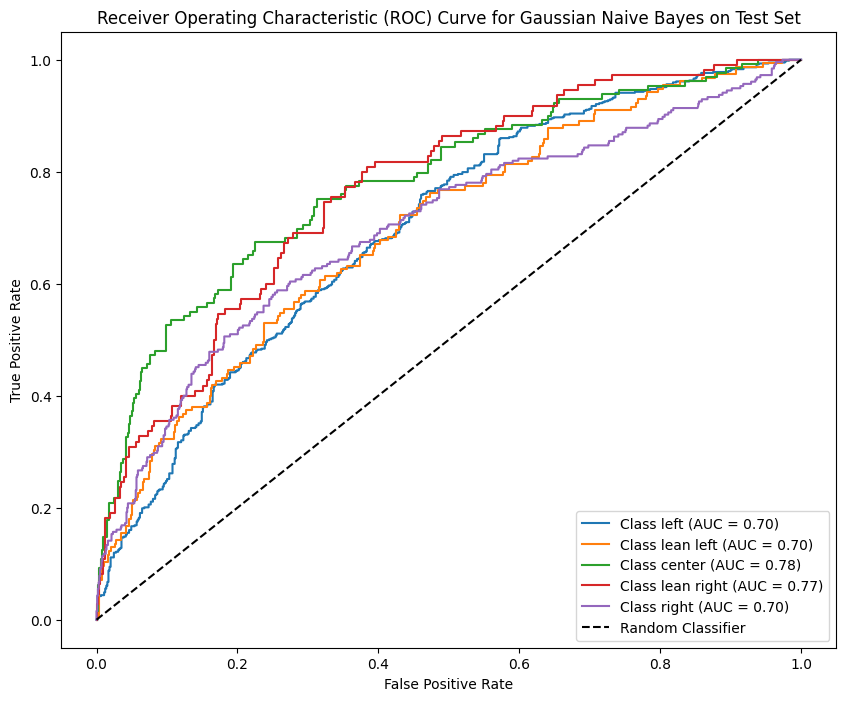 Receiver Operating Characteristic (ROC) Curve for Gaussian Naive Bayes on Test Set
True Positive Rate
1.0
0.8
0.6
0.4
0.2
0.0
Class left (AUC = 0.70)
Class lean left (AUC = 0.70)
Class center (AUC = 0.78)
Class lean right (AUC = 0.77)
Class right (AUC = 0.70)
Random Classifier
0.0 0.2 0.4 0.6 0.8 1.0
False Positive Rate